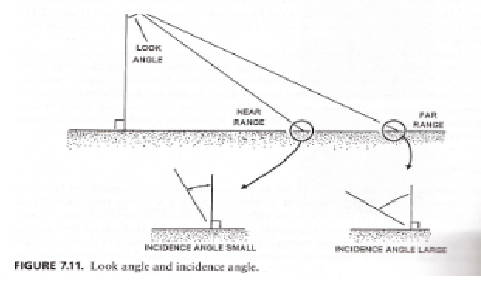 LOOK
ANGLE
NEAR
RANGE
FAR
RANGE
INCIDENCE ANGLE SMALL
INCIDENCE ANGLE LARGE
FIGURE 7.11. Look angle and incidence angle.